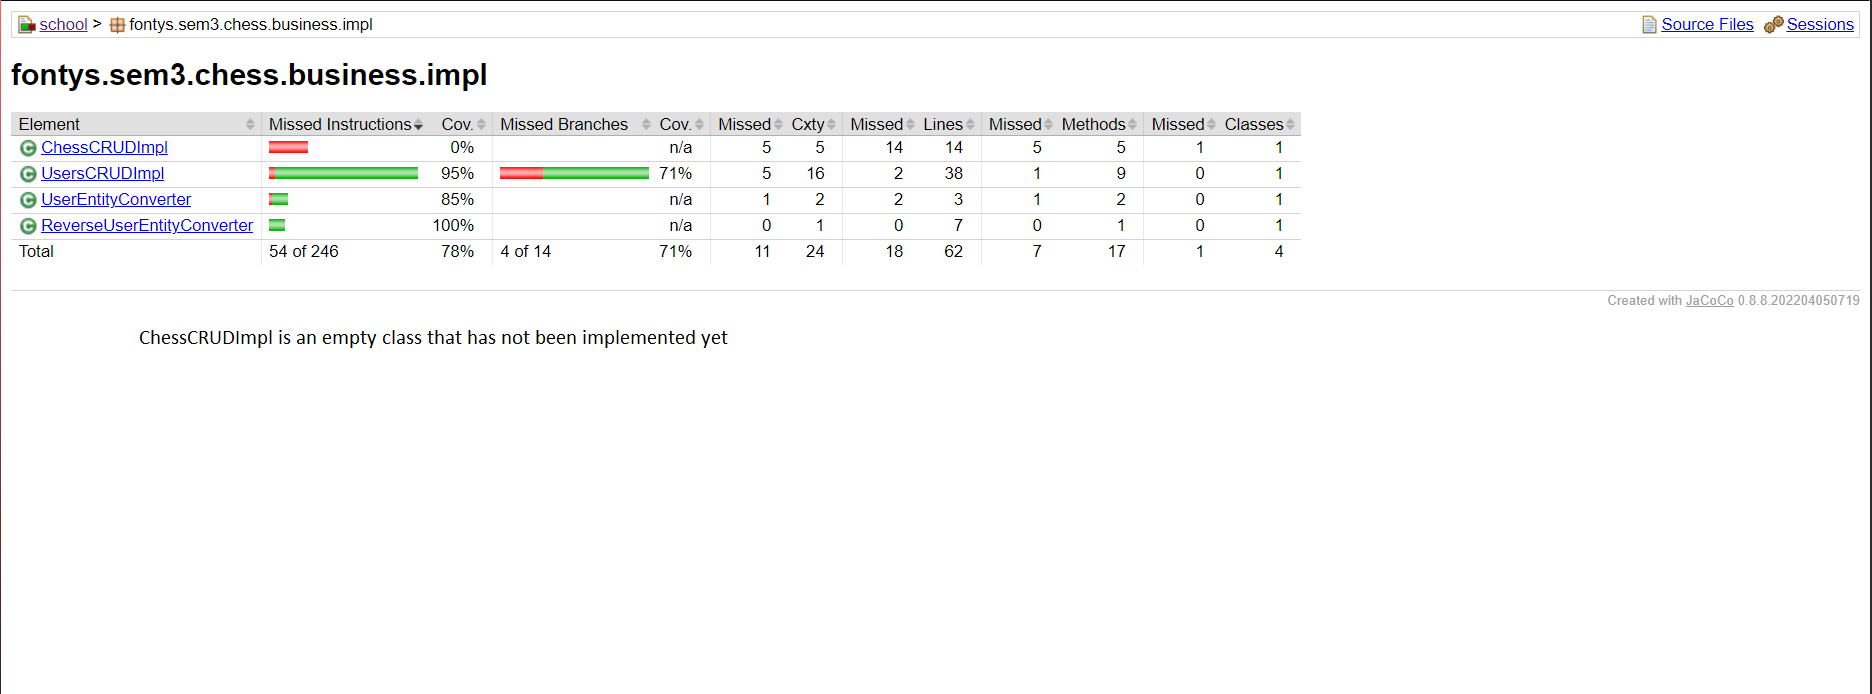 school > fontys.sem3.chess.business.impl Source Files Sessions
fontys.sem3.chess.business.impl
Element Missed Instructions Cov. Missed Branches Cov. Missed Cxty Missed Lines Missed Methods Missed Classes
ChessCRUDImpl 0% n/a 5 5 14 14 5 5 1 1
UsersCRUDImpl 95% 71% 5 16 2 38 1 9 0 1
UserEntityConverter 85% n/a 1 2 2 3 1 2 0 1
ReverseUserEntityConverter 100% n/a 0 1 0 7 0 1 0 1
Total 54 of 246 78% 4 of 14 71% 11 24 18 62 7 17 1 4
Created with JaCoCo 0.8.8.202204050719
ChessCRUDImpl is an empty class that has not been implemented yet